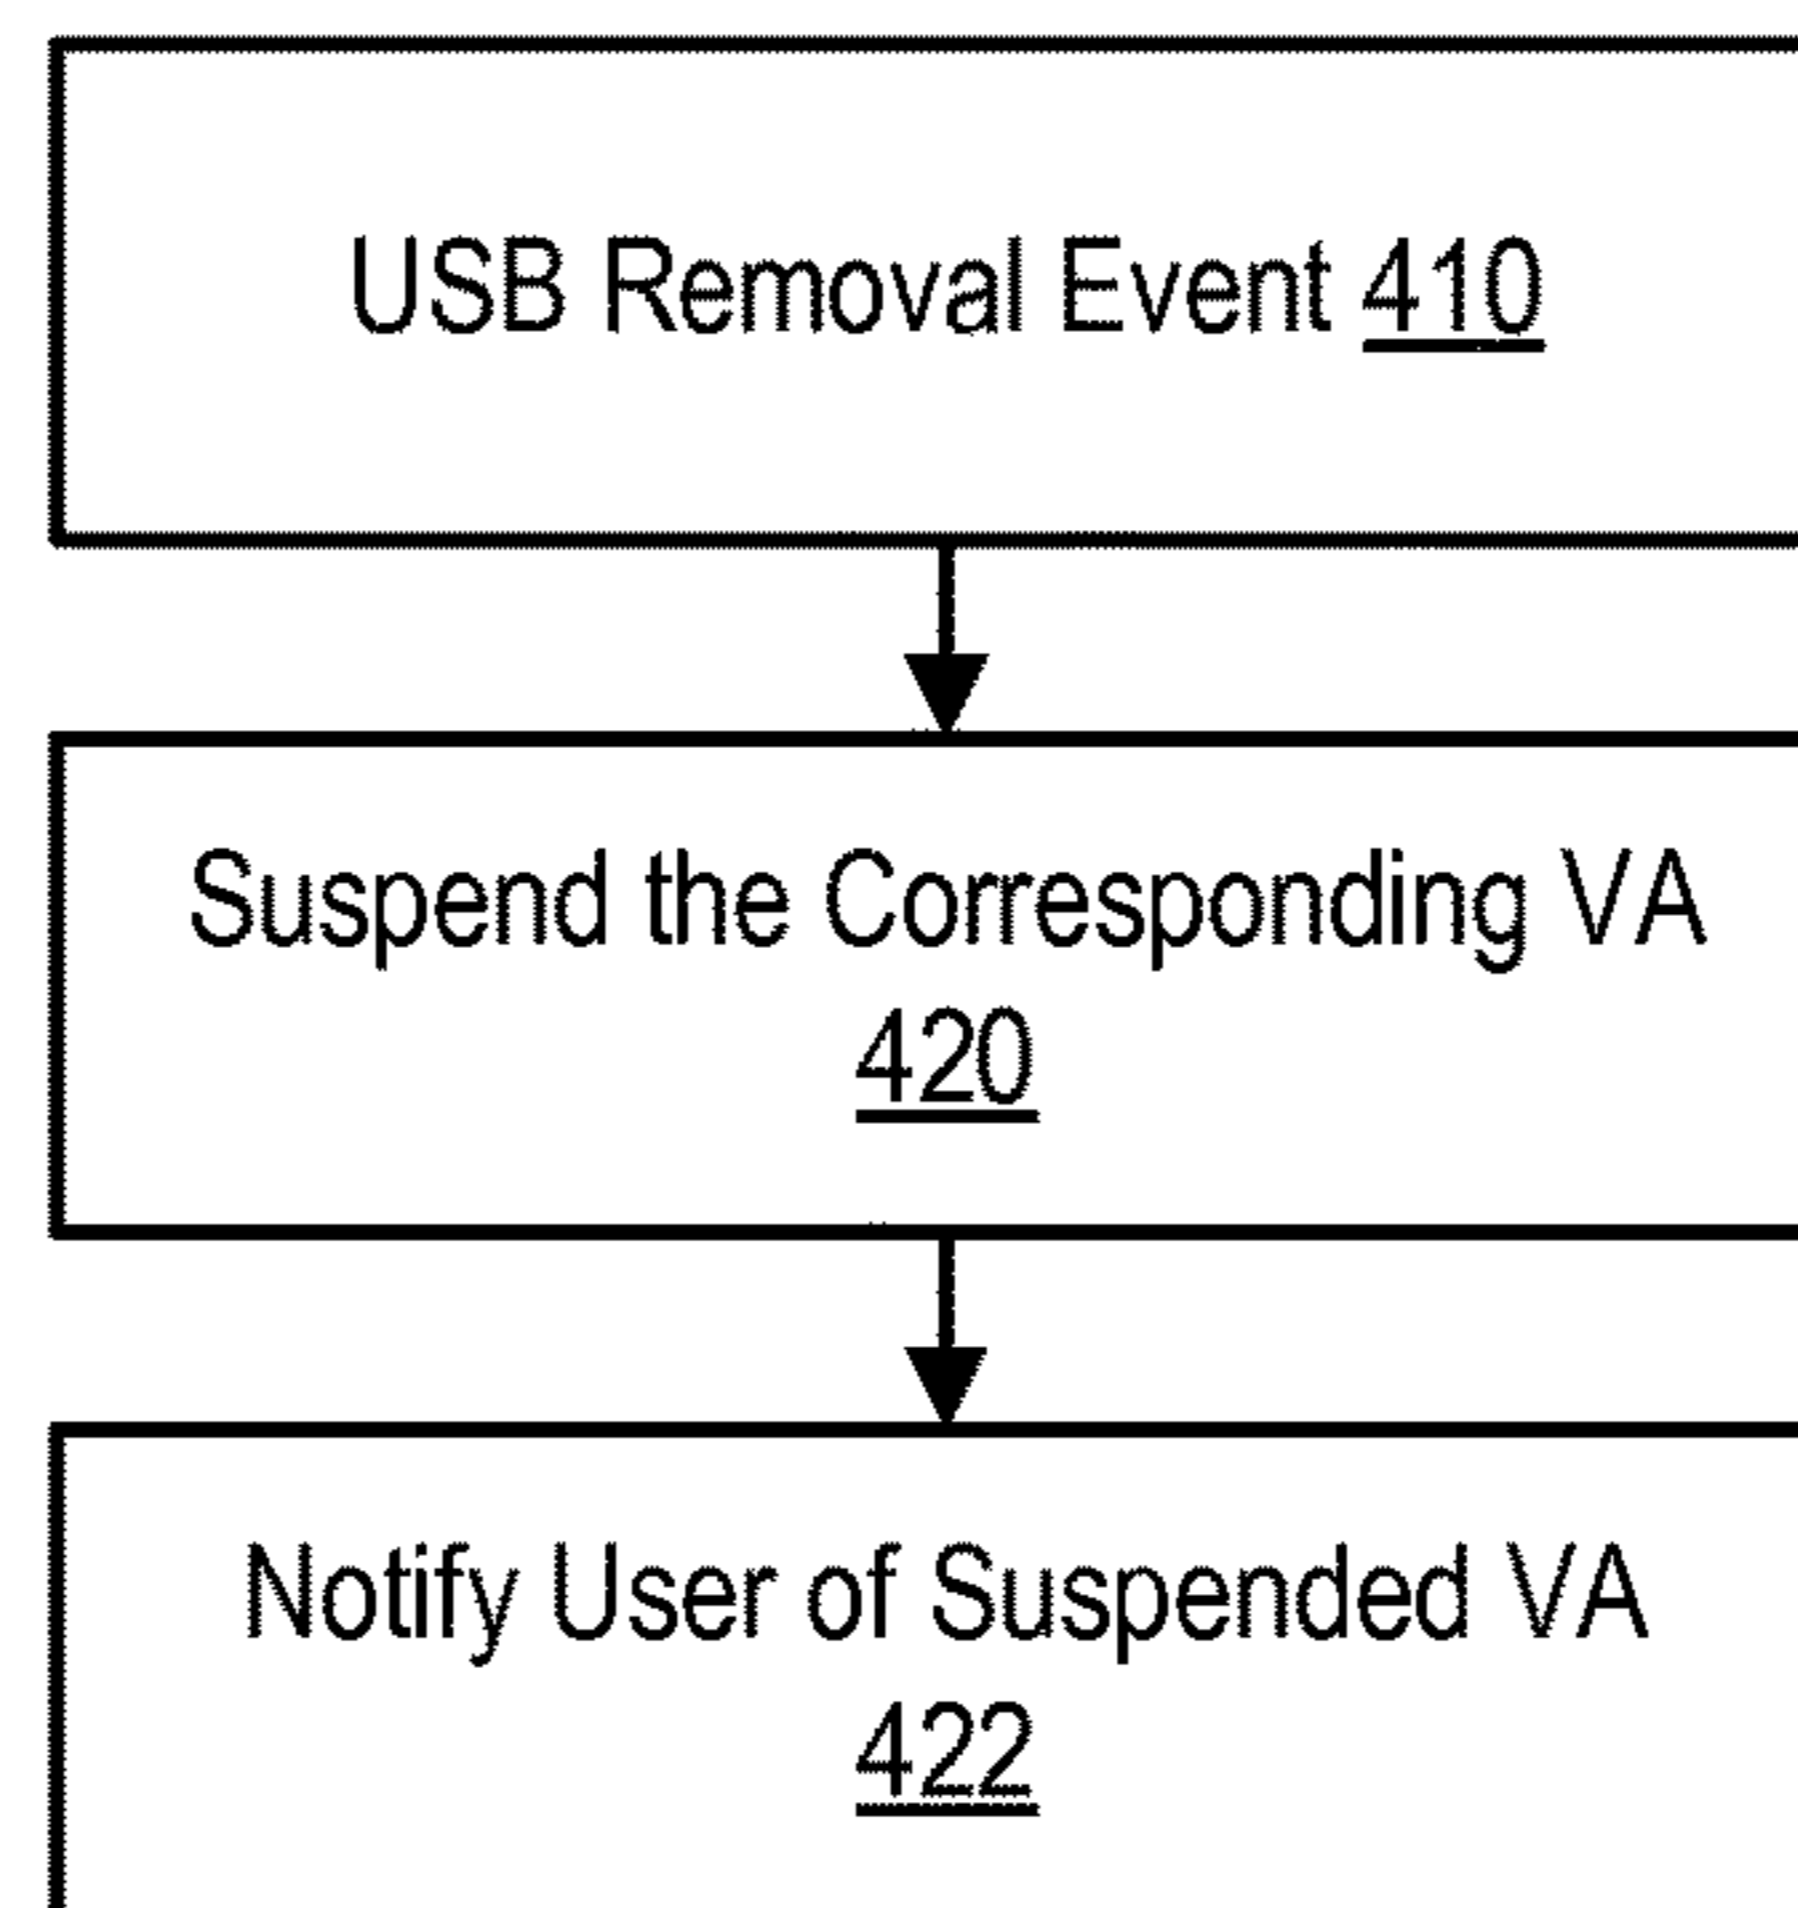 USB Removal Event 410
Suspend the Corresponding VA
420
Notify User of Suspended VA
422